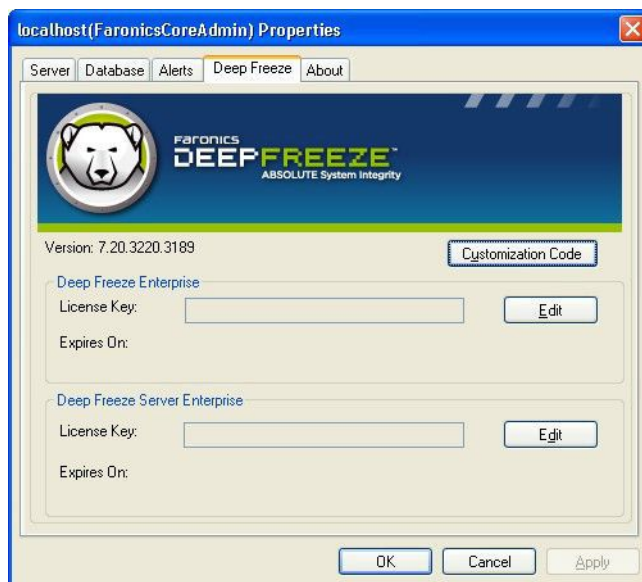 localhost(FaronicsCoreAdmin) Properties
Server Database Alerts Deep Freeze About
Faronics
DEEPFREEZE™
ABSOLUTE System Integrity
Version: 7.20.3220.3189
Customization Code
Deep Freeze Enterprise
License Key:
Edit
Expires On:
Deep Freeze Server Enterprise
License Key:
Edit
Expires On:
OK Cancel Apply